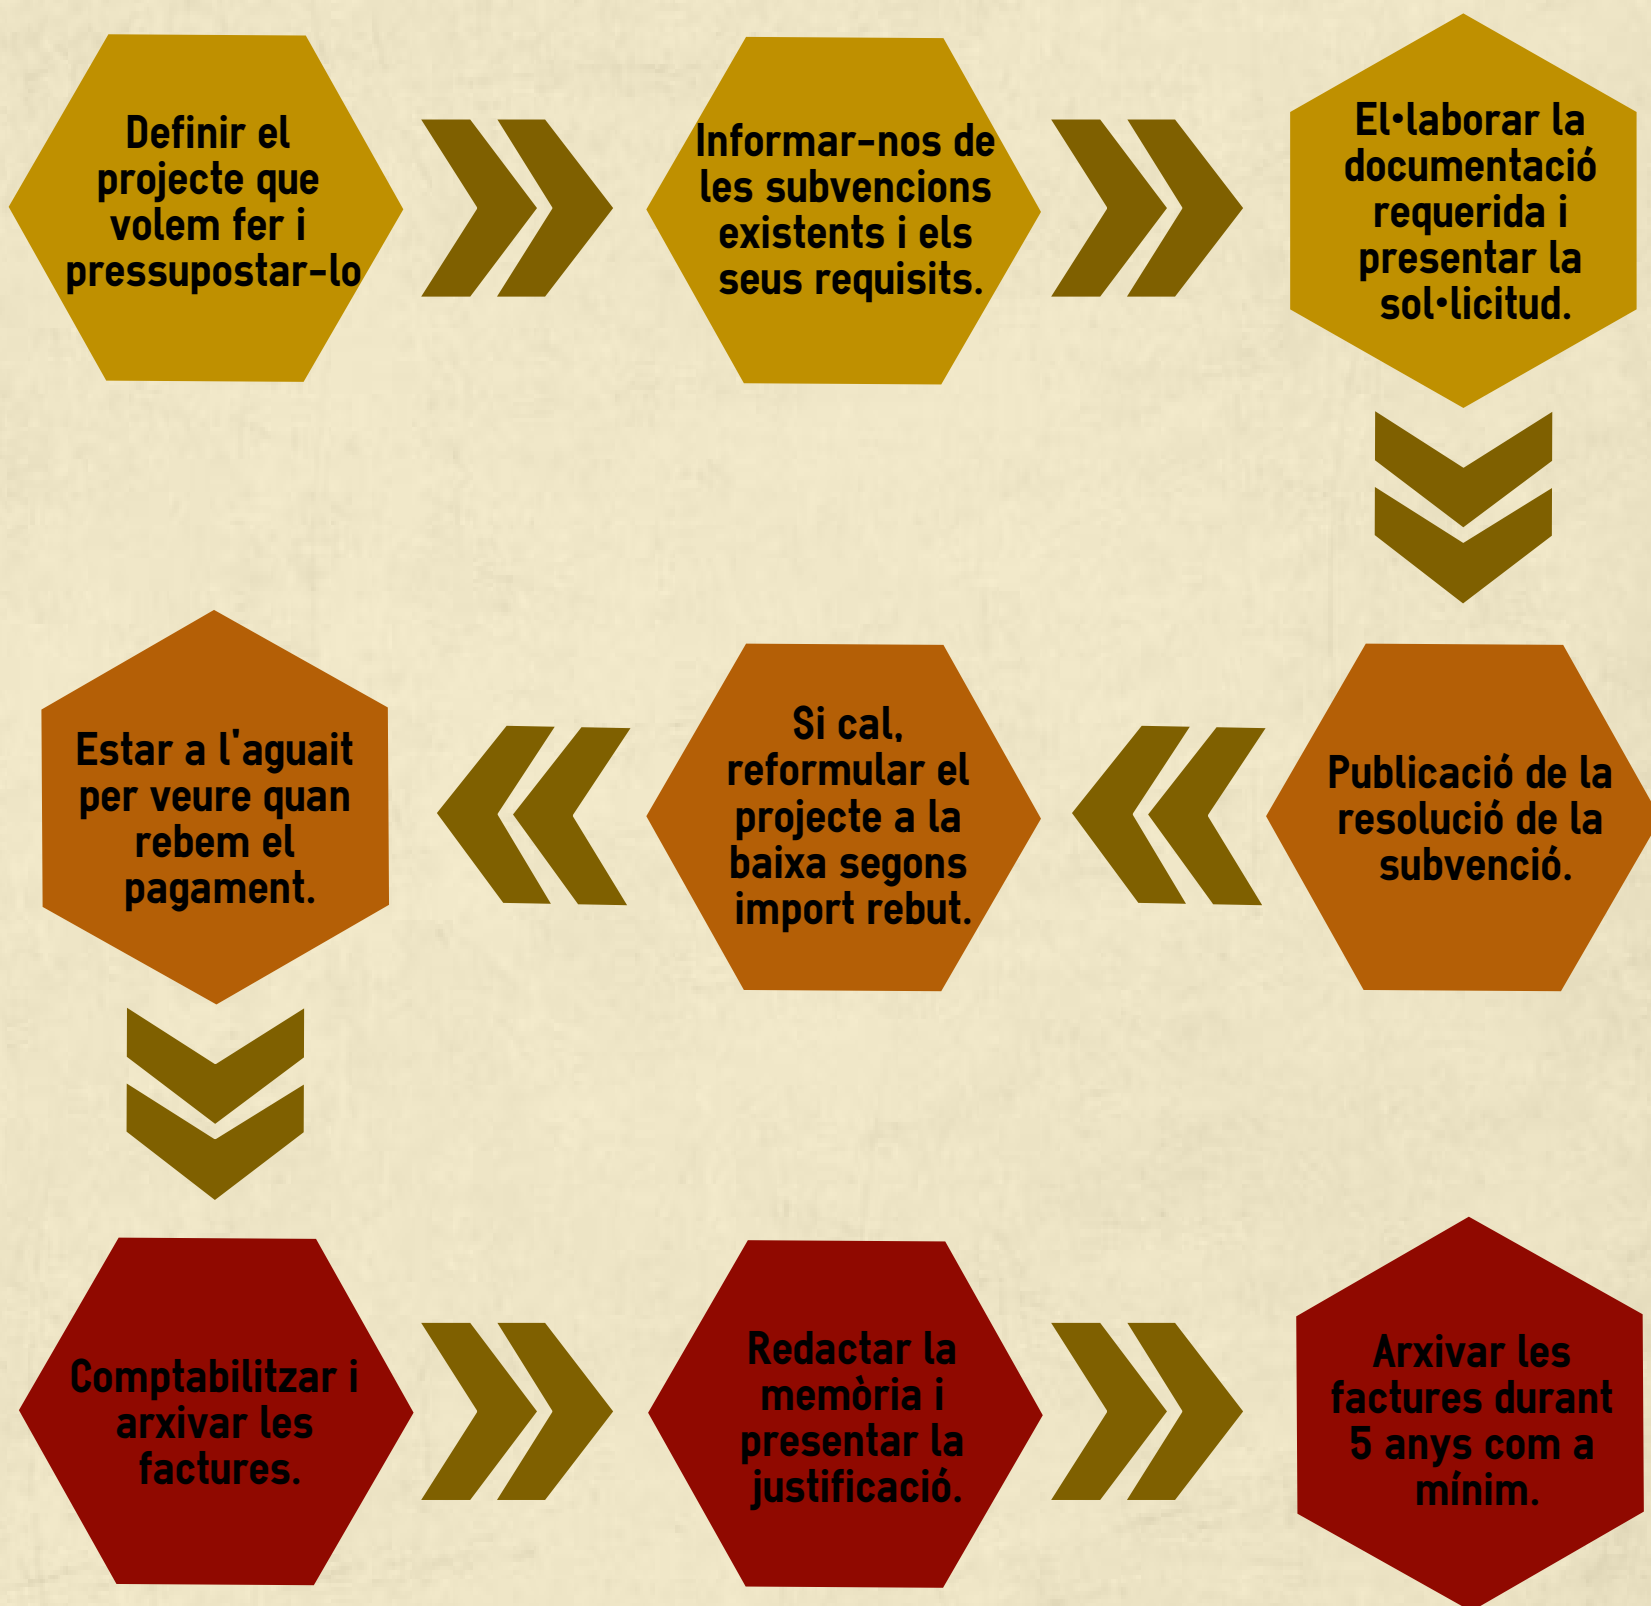 Definir el
projecte que
volem fer i
pressupostar-lo
Informar-nos de
les subvencions
existents i els
seus requisits.
El·laborar la
documentació
requerida i
presentar la
sol·licitud.
Publicació de la
resolució de la
subvenció.
Si cal,
reformular el
projecte a la
baixa segons
import rebut.
Estar a l'aguait
per veure quan
rebem el
pagament.
Comptabilitzar i
arxivar les
factures.
Redactar la
memòria i
presentar la
justificació.
Arxivar les
factures durant
5 anys com a
mínim.